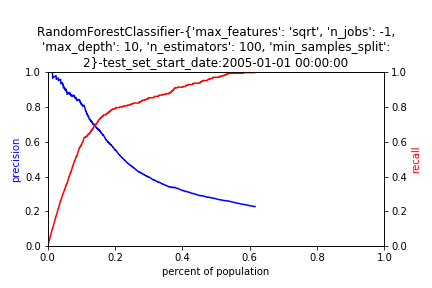 RandomForestClassifier-{'max_features': 'sqrt', 'n_jobs': -1,
'max_depth': 10, 'n_estimators': 100, 'min_samples_split':
2}-test_set_start_date:2005-01-01 00:00:00
1.0
0.8
0.6
0.4
0.2
0.0
precision
1.0
0.8
0.6
0.4
0.2
0.0
recall
0.0 0.2 0.4 0.6 0.8 1.0
percent of population